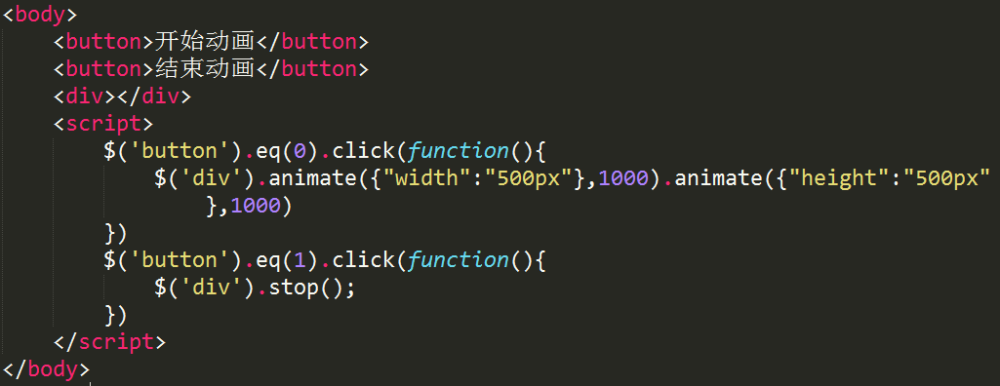 <body>
    <button>开始动画</button>
    <button>结束动画</button>
    <div></div>
    <script>
        $('button').eq(0).click(function(){
            $('div').animate({"width":"500px"},1000).animate({"height":"500px"
                },1000)
        })
        $('button').eq(1).click(function(){
            $('div').stop();
        })
    </script>
</body>